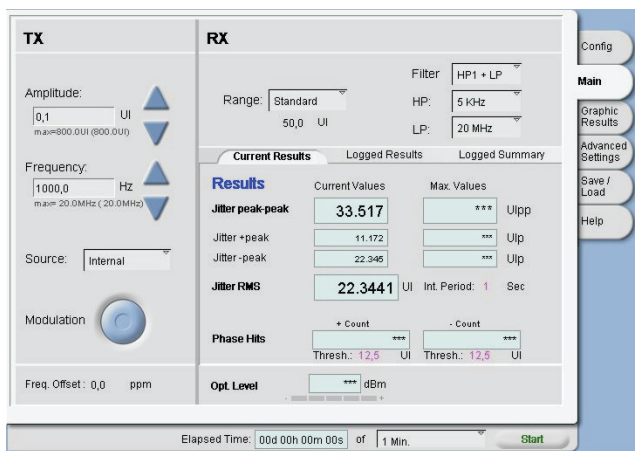 TX
Amplitude:
0,1 UI
max=800.0UI (800.0UI)
Frequency:
1000,0 Hz
max= 20.0MHz ( 20.0MHz)
Source: Internal
Modulation
Freq. Offset: 0,0 ppm
RX
Filter HP1 + LP
Range: Standard
HP: 5 KHz
50,0 UI
LP: 20 MHz
Current Results Logged Results Logged Summary
Results Current Values Max. Values
Jitter peak-peak 33.517 *** UIpp
Jitter +peak 11.172 *** UIp
Jitter -peak 22.345 *** UIp
Jitter RMS 22.3441 UI Int. Period: 1 Sec
+ Count - Count
Phase Hits *** ***
Thresh.: 12,5 UI Thresh.: 12,5 UI
Opt. Level *** dBm
- +
Elapsed Time: 00d 00h 00m 00s of 1 Min. Start
Config
Main
Graphic
Results
Advanced
Settings
Save /
Load
Help